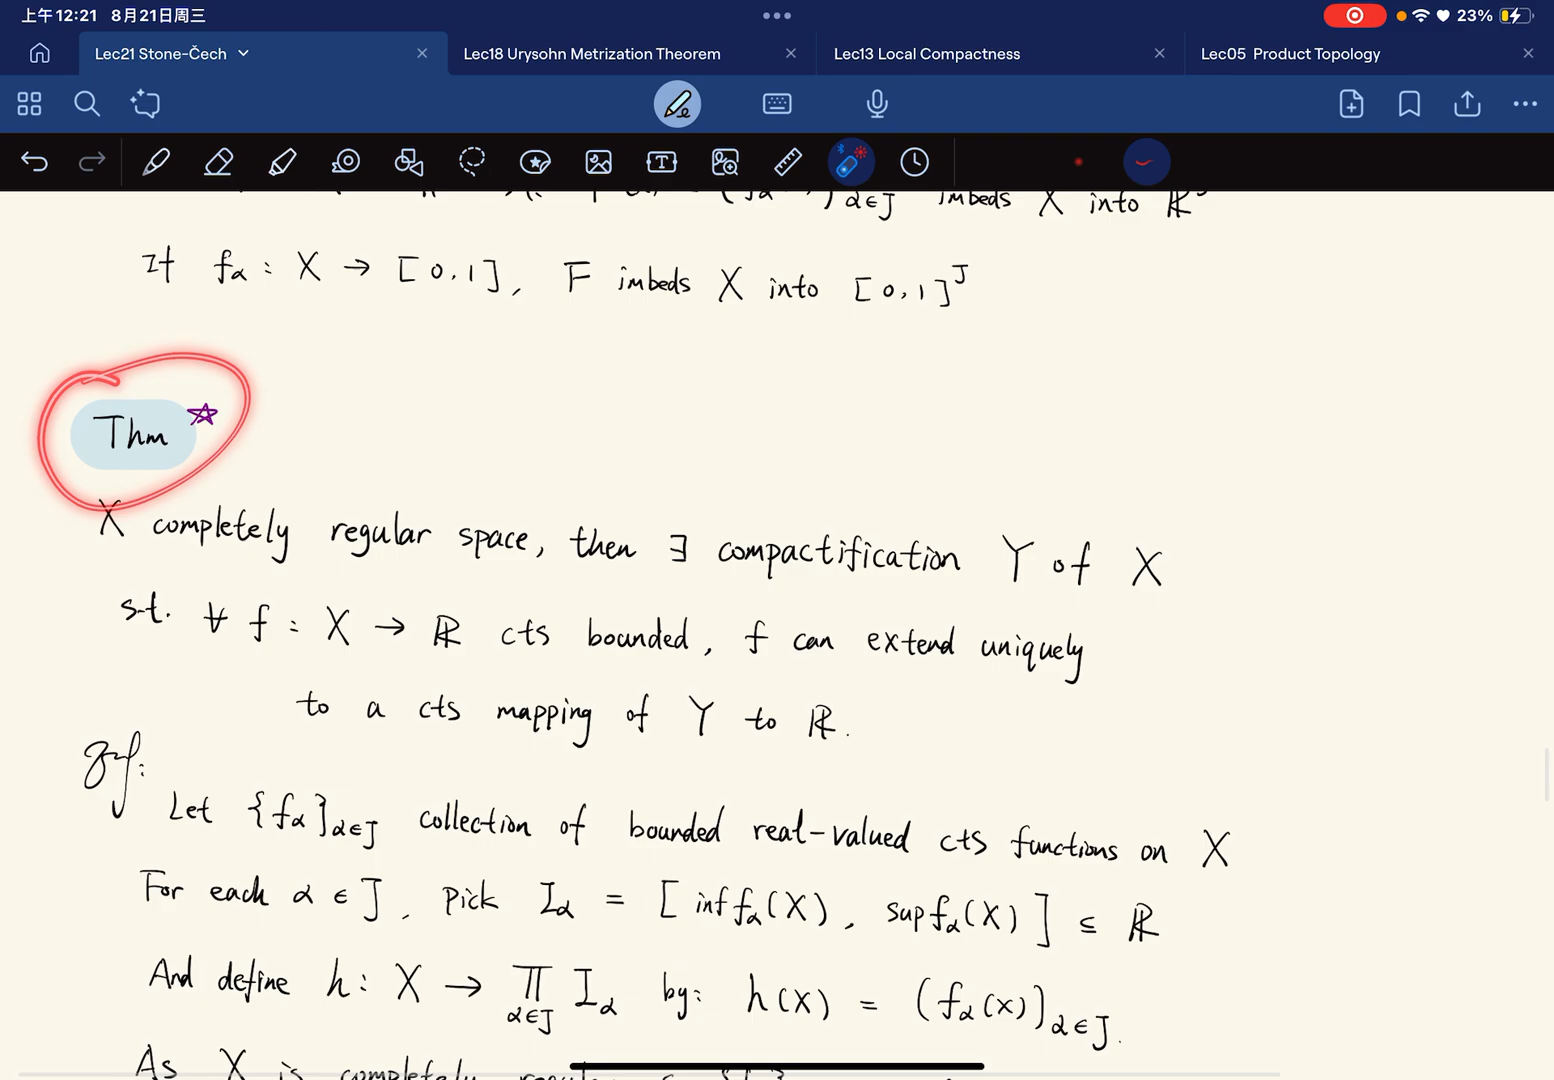 上午12:21 8月21日周三
23%
Lec21 Stone-Čech
Lec18 Urysohn Metrization Theorem
Lec13 Local Compactness
Lec05 Product Topology
α∈J imbeds X into ℝ^J
If fα : X → [0,1], F imbeds X into [0,1]^J
Thm
X completely regular space, then ∃ compactification Y of X
s.t. ∀ f : X → ℝ cts bounded, f can extend uniquely
to a cts mapping of Y to ℝ.
pf:
Let {fα}α∈J collection of bounded real-valued cts functions on X
For each α ∈ J, pick Iα = [inf fα(X), sup fα(X)] ⊆ ℝ
And define h: X → ∏α∈J Iα by: h(x) = (fα(x))α∈J.
As X is completely